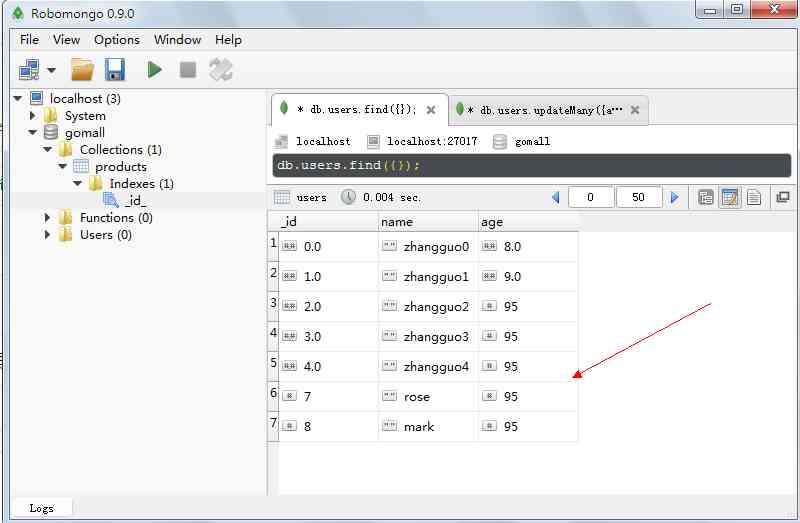 Robomongo 0.9.0
File View Options Window Help
localhost (3)
System
gomall
Collections (1)
products
Indexes (1)
_id_
Functions (0)
Users (0)
* db.users.find({}); * db.users.updateMany({a…
localhost localhost:27017 gomall
db.users.find({});
users 0.004 sec. 0 50
_id name age
1 0.0 zhangguo0 8.0
2 1.0 zhangguo1 9.0
3 2.0 zhangguo2 95
4 3.0 zhangguo3 95
5 4.0 zhangguo4 95
6 7 rose 95
7 8 mark 95
Logs